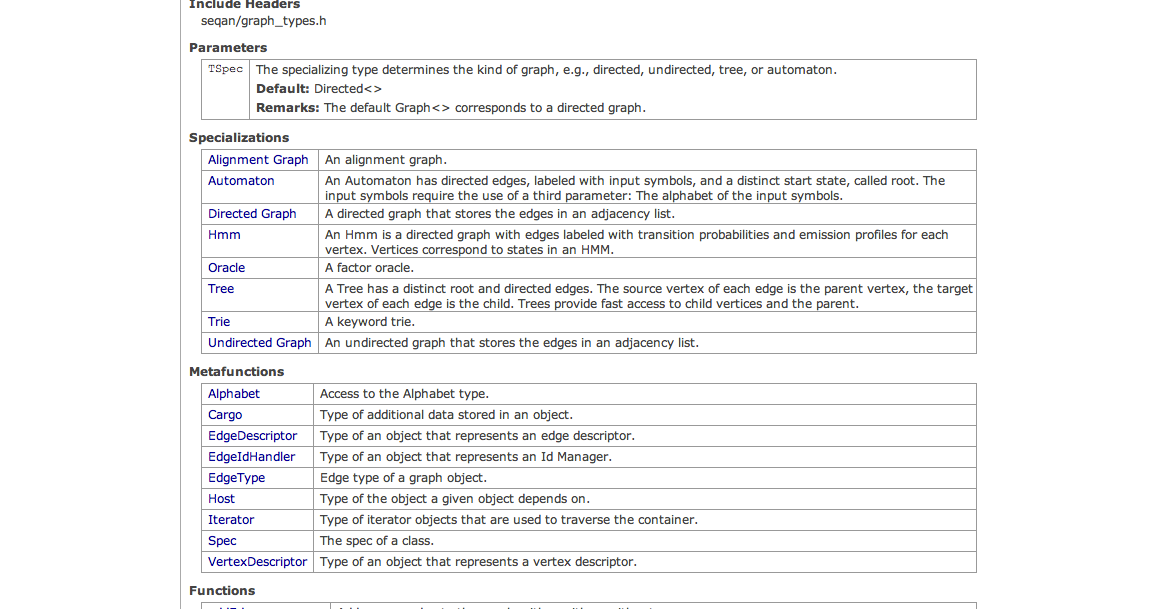 Include Headers
seqan/graph_types.h
Parameters
TSpec The specializing type determines the kind of graph, e.g., directed, undirected, tree, or automaton.
Default: Directed<>
Remarks: The default Graph<> corresponds to a directed graph.
Specializations
Alignment Graph An alignment graph.
Automaton An Automaton has directed edges, labeled with input symbols, and a distinct start state, called root. The
input symbols require the use of a third parameter: The alphabet of the input symbols.
Directed Graph A directed graph that stores the edges in an adjacency list.
Hmm An Hmm is a directed graph with edges labeled with transition probabilities and emission profiles for each
vertex. Vertices correspond to states in an HMM.
Oracle A factor oracle.
Tree A Tree has a distinct root and directed edges. The source vertex of each edge is the parent vertex, the target
vertex of each edge is the child. Trees provide fast access to child vertices and the parent.
Trie A keyword trie.
Undirected Graph An undirected graph that stores the edges in an adjacency list.
Metafunctions
Alphabet Access to the Alphabet type.
Cargo Type of additional data stored in an object.
EdgeDescriptor Type of an object that represents an edge descriptor.
EdgeIdHandler Type of an object that represents an Id Manager.
EdgeType Edge type of a graph object.
Host Type of the object a given object depends on.
Iterator Type of iterator objects that are used to traverse the container.
Spec The spec of a class.
VertexDescriptor Type of an object that represents a vertex descriptor.
Functions